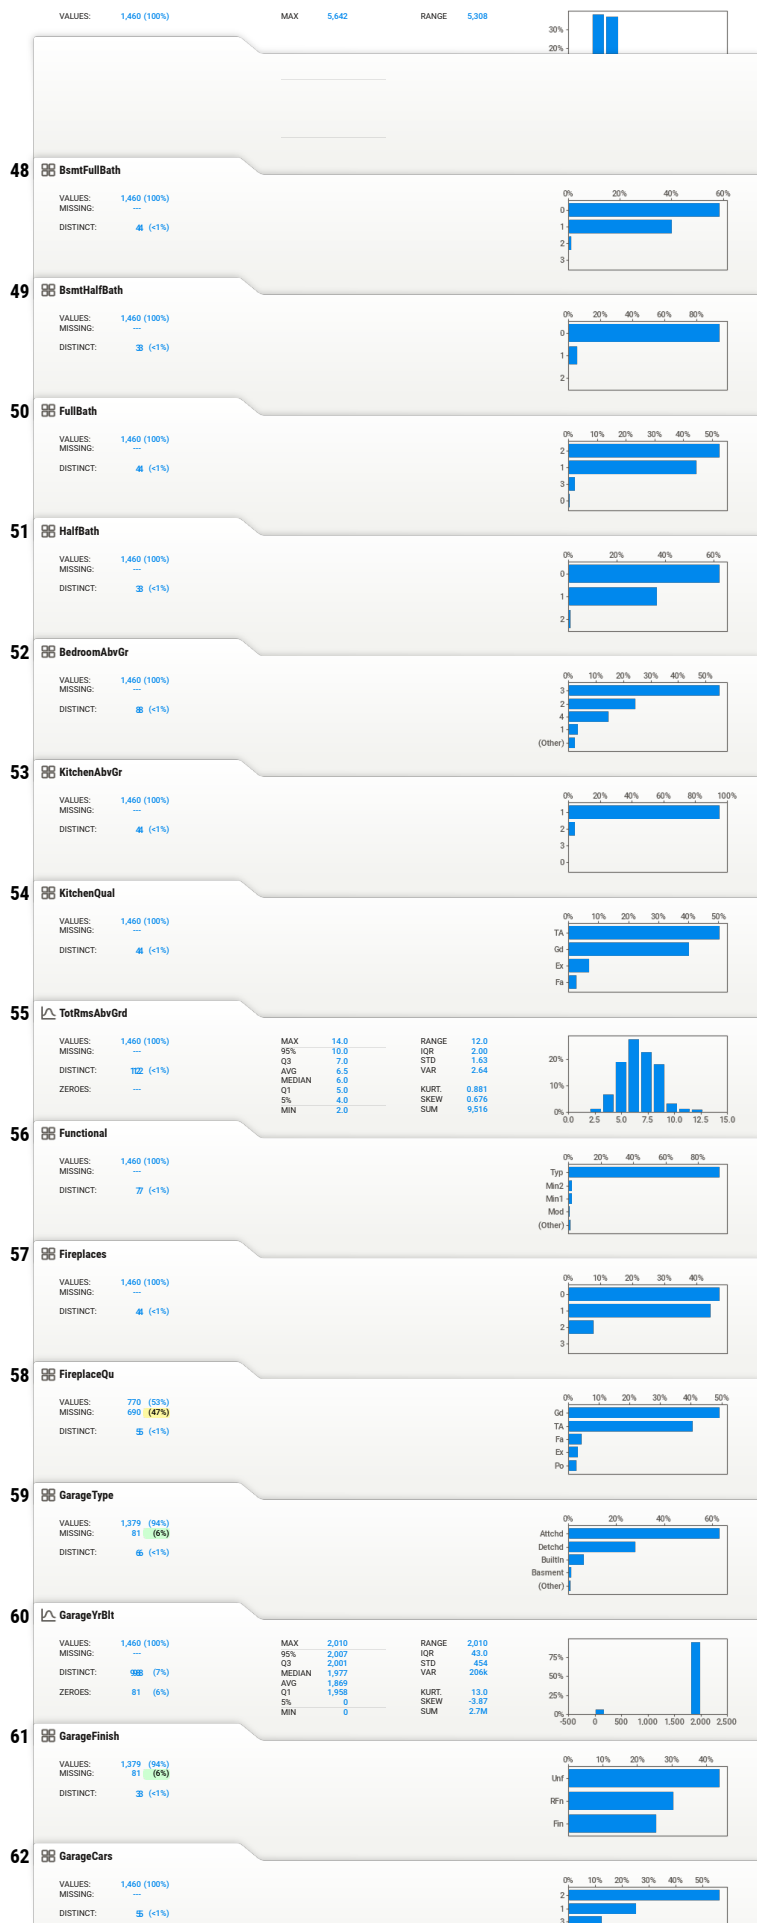 VALUES: 1,460 (100%) MAX 5,642 RANGE 5,308
30%
20%
48 BsmtFullBath
VALUES: 1,460 (100%)
MISSING: ---
DISTINCT: 4 (<1%)
0% 20% 40% 60%
0
1
2
3
49 BsmtHalfBath
VALUES: 1,460 (100%)
MISSING: ---
DISTINCT: 3 (<1%)
0% 20% 40% 60% 80%
0
1
2
50 FullBath
VALUES: 1,460 (100%)
MISSING: ---
DISTINCT: 4 (<1%)
0% 10% 20% 30% 40% 50%
2
1
3
0
51 HalfBath
VALUES: 1,460 (100%)
MISSING: ---
DISTINCT: 3 (<1%)
0% 20% 40% 60%
0
1
2
52 BedroomAbvGr
VALUES: 1,460 (100%)
MISSING: ---
DISTINCT: 8 (<1%)
0% 10% 20% 30% 40% 50%
3
2
4
1
(Other)
53 KitchenAbvGr
VALUES: 1,460 (100%)
MISSING: ---
DISTINCT: 4 (<1%)
0% 20% 40% 60% 80% 100%
1
2
3
0
54 KitchenQual
VALUES: 1,460 (100%)
MISSING: ---
DISTINCT: 4 (<1%)
0% 10% 20% 30% 40% 50%
TA
Gd
Ex
Fa
55 TotRmsAbvGrd
VALUES: 1,460 (100%)
MISSING: ---
DISTINCT: 12 (<1%)
ZEROES: ---
MAX 14.0
95% 10.0
Q3 7.0
AVG 6.5
MEDIAN 6.0
Q1 5.0
5% 4.0
MIN 2.0
RANGE 12.0
IQR 2.00
STD 1.63
VAR 2.64
KURT. 0.881
SKEW 0.676
SUM 9,516
20%
10%
0%
0.0 2.5 5.0 7.5 10.0 12.5 15.0
56 Functional
VALUES: 1,460 (100%)
MISSING: ---
DISTINCT: 7 (<1%)
0% 20% 40% 60% 80%
Typ
Min2
Min1
Mod
(Other)
57 Fireplaces
VALUES: 1,460 (100%)
MISSING: ---
DISTINCT: 4 (<1%)
0% 10% 20% 30% 40%
0
1
2
3
58 FireplaceQu
VALUES: 770 (53%)
MISSING: 690 (47%)
DISTINCT: 5 (<1%)
0% 10% 20% 30% 40% 50%
Gd
TA
Fa
Ex
Po
59 GarageType
VALUES: 1,379 (94%)
MISSING: 81 (6%)
DISTINCT: 6 (<1%)
0% 20% 40% 60%
Attchd
Detchd
BuiltIn
Basment
(Other)
60 GarageYrBlt
VALUES: 1,460 (100%)
MISSING: ---
DISTINCT: 98 (7%)
ZEROES: 81 (6%)
MAX 2,010
95% 2,007
Q3 2,001
MEDIAN 1,977
AVG 1,869
Q1 1,958
5% 0
MIN 0
RANGE 2,010
IQR 43.0
STD 454
VAR 206k
KURT. 13.0
SKEW -3.87
SUM 2.7M
75%
50%
25%
0%
-500 0 500 1,000 1,500 2,000 2,500
61 GarageFinish
VALUES: 1,379 (94%)
MISSING: 81 (6%)
DISTINCT: 3 (<1%)
0% 10% 20% 30% 40%
Unf
RFn
Fin
62 GarageCars
VALUES: 1,460 (100%)
MISSING: ---
DISTINCT: 5 (<1%)
0% 10% 20% 30% 40% 50%
2
1
3